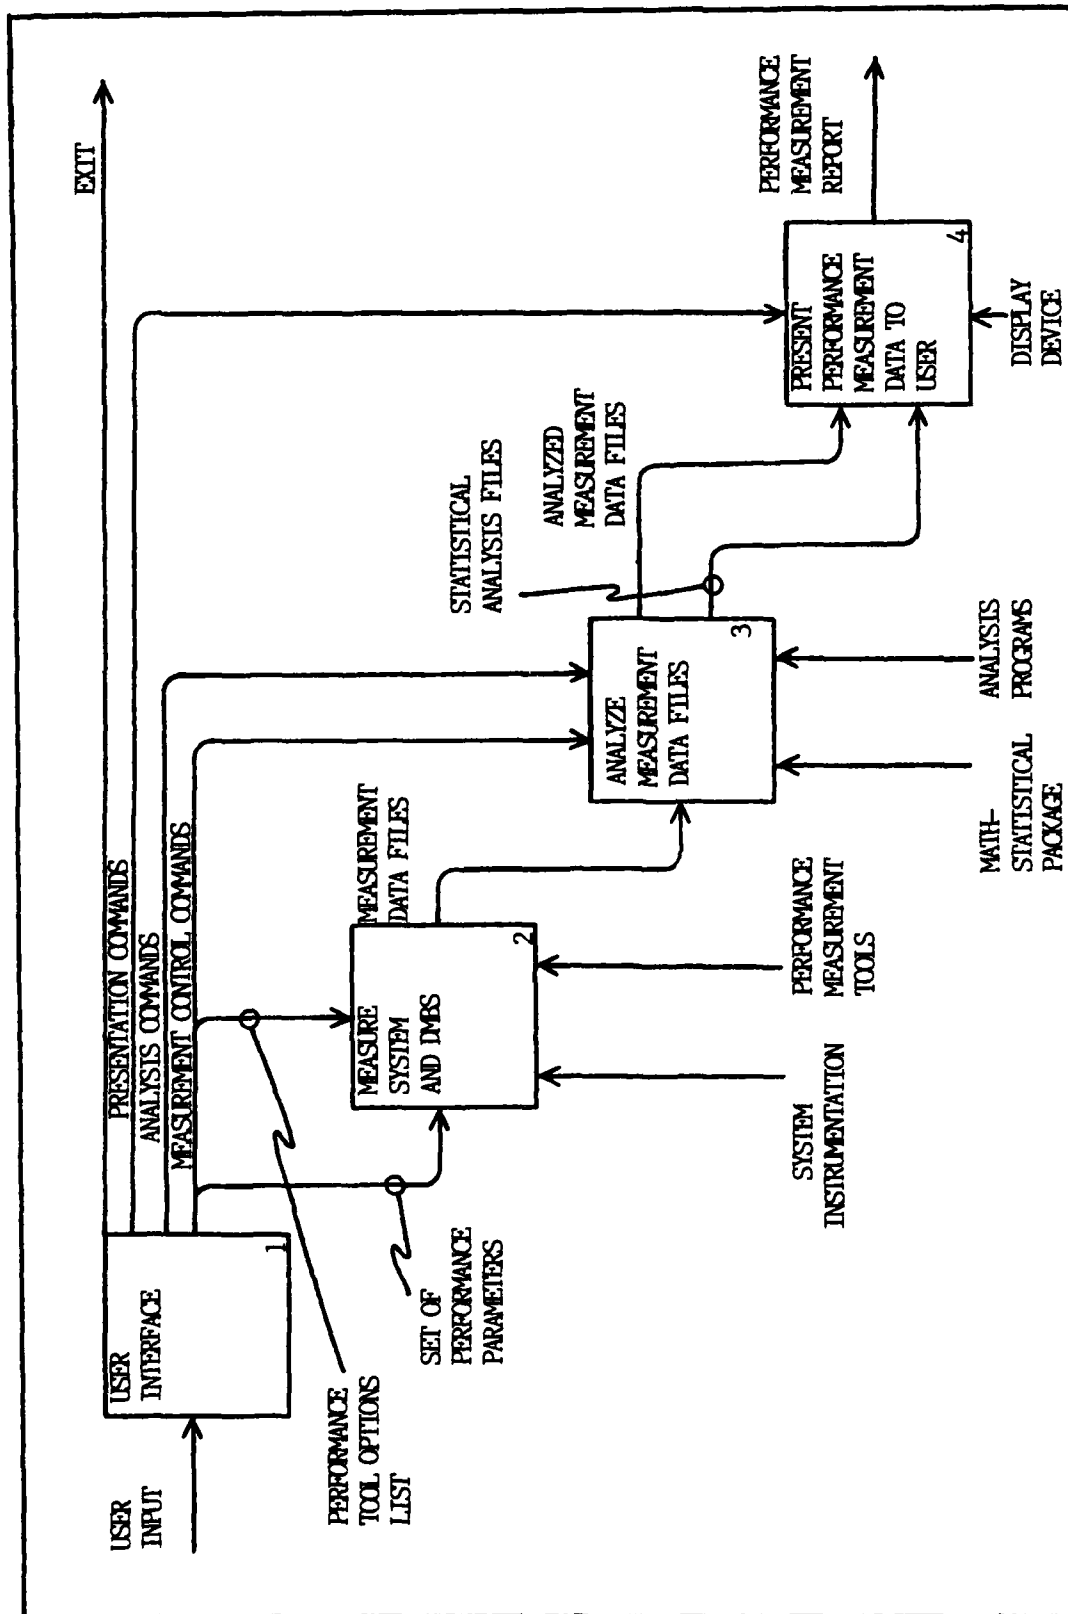 USER
INPUT
USER
INTERFACE
1
EXIT
PRESENTATION COMMANDS
ANALYSIS COMMANDS
MEASUREMENT CONTROL COMMANDS
PERFORMANCE
TOOL OPTIONS
LIST
SET OF
PERFORMANCE
PARAMETERS
MEASURE
SYSTEM
AND DMBS
2
MEASUREMENT
DATA FILES
SYSTEM
INSTRUMENTATION
PERFORMANCE
MEASUREMENT
TOOLS
ANALYZE
MEASUREMENT
DATA FILES
3
STATISTICAL
ANALYSIS FILES
ANALYZED
MEASUREMENT
DATA FILES
MATH-
STATISTICAL
PACKAGE
ANALYSIS
PROGRAMS
PRESENT
PERFORMANCE
MEASUREMENT
DATA TO
USER
4
DISPLAY
DEVICE
PERFORMANCE
MEASUREMENT
REPORT